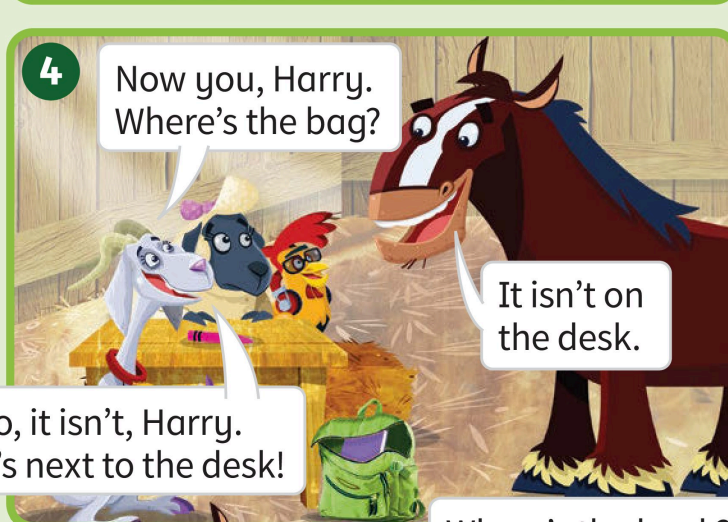 4
Now you, Harry.
Where's the bag?
It isn't on
the desk.
it isn't, Harry.
next to the desk!